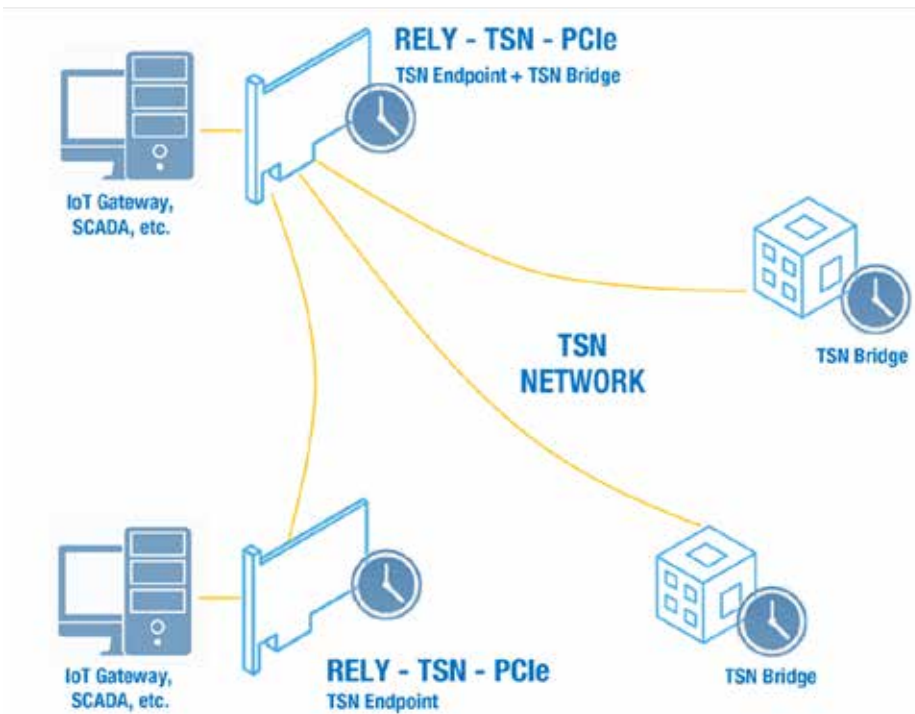 RELY - TSN - PCIe
TSN Endpoint + TSN Bridge
IoT Gateway,
SCADA, etc.
TSN Bridge
TSN
NETWORK
TSN Bridge
IoT Gateway,
SCADA, etc.
RELY - TSN - PCIe
TSN Endpoint